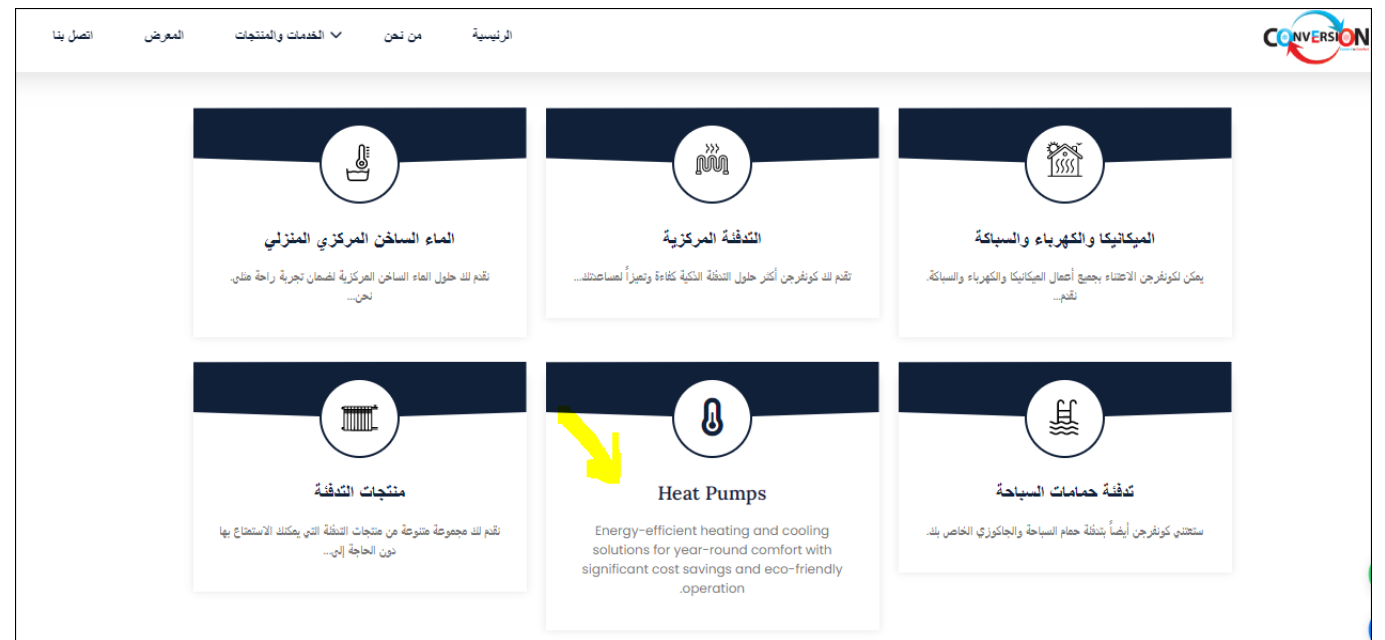 CONVERSION
الرئيسية
من نحن
الخدمات والمنتجات
المعرض
اتصل بنا
الميكانيكا والكهرباء والسباكة
يمكن لكونفرجن الاعتناء بجميع أعمال الميكانيكا والكهرباء والسباكة.
نقدم...
التدفئة المركزية
تقدم لك كونفرجن أكثر حلول التدفئة الذكية كفاءة وتميزاً لمساعدتك...
الماء الساخن المركزي المنزلي
نقدم لك حلول الماء الساخن المركزية لضمان تجربة راحة مثلى.
نحن...
تدفئة حمامات السباحة
ستعتني كونفرجن أيضاً بتدفئة حمام السباحة والجاكوزي الخاص بك.
Heat Pumps
Energy-efficient heating and cooling
solutions for year-round comfort with
significant cost savings and eco-friendly
.operation
منتجات التدفئة
نقدم لك مجموعة متنوعة من منتجات التدفئة التي يمكنك الاستمتاع بها
دون الحاجة إلى...